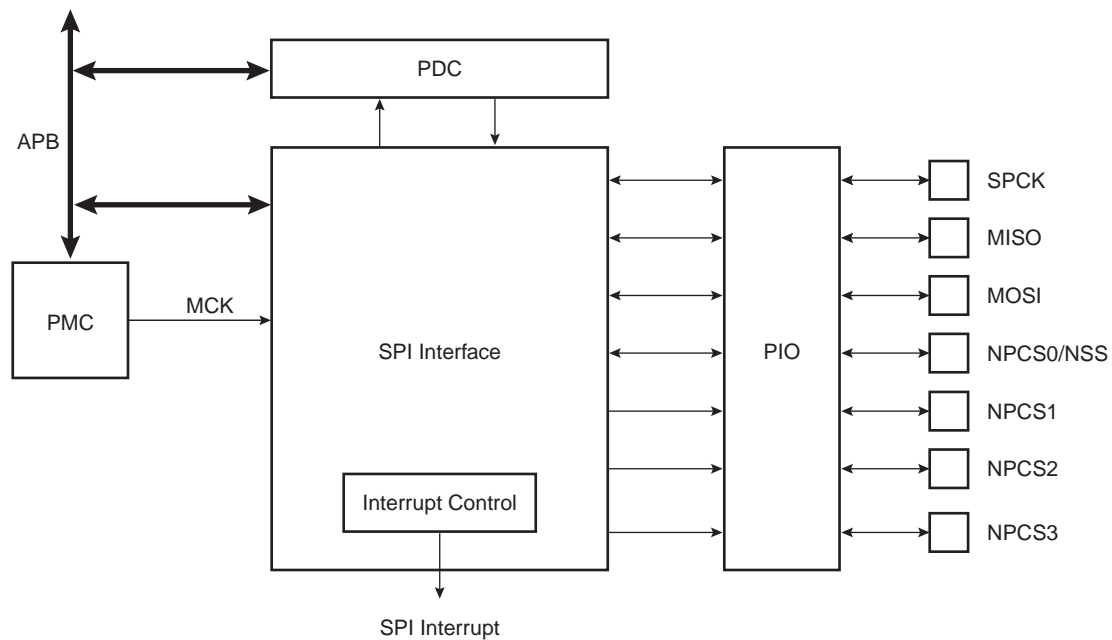 PDC
APB
SPCK
MISO
MOSI
PMC
MCK
SPI Interface
PIO
NPCS0/NSS
NPCS1
NPCS2
Interrupt Control
NPCS3
SPI Interrupt